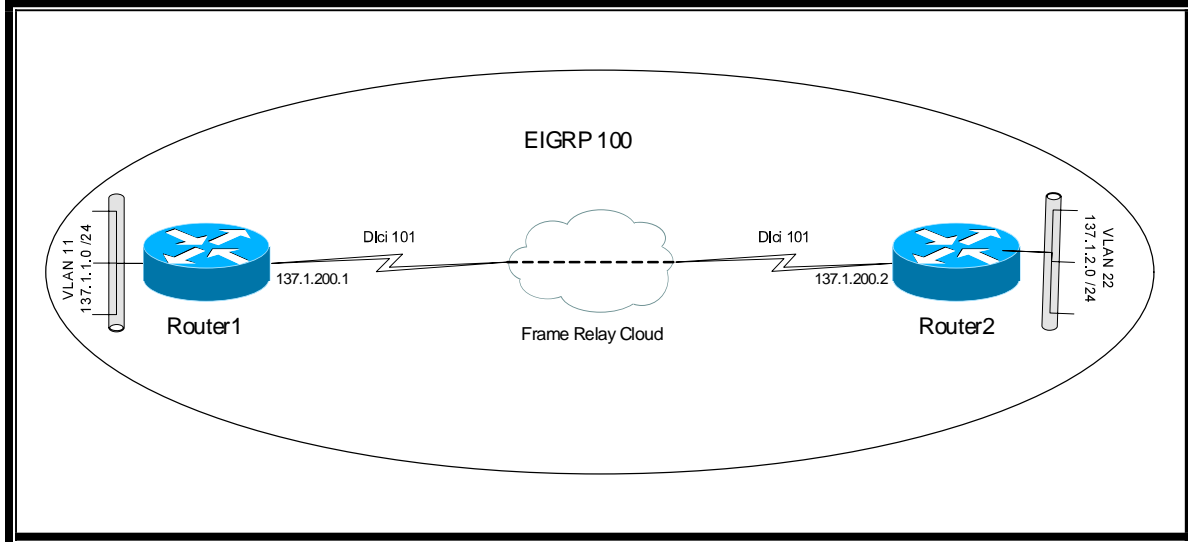 EIGRP 100
VLAN 11
137.1.1.0 /24
Router1
137.1.200.1
Dlci 101
Frame Relay Cloud
Dlci 101
137.1.200.2
Router2
VLAN 22
137.1.2.0 /24